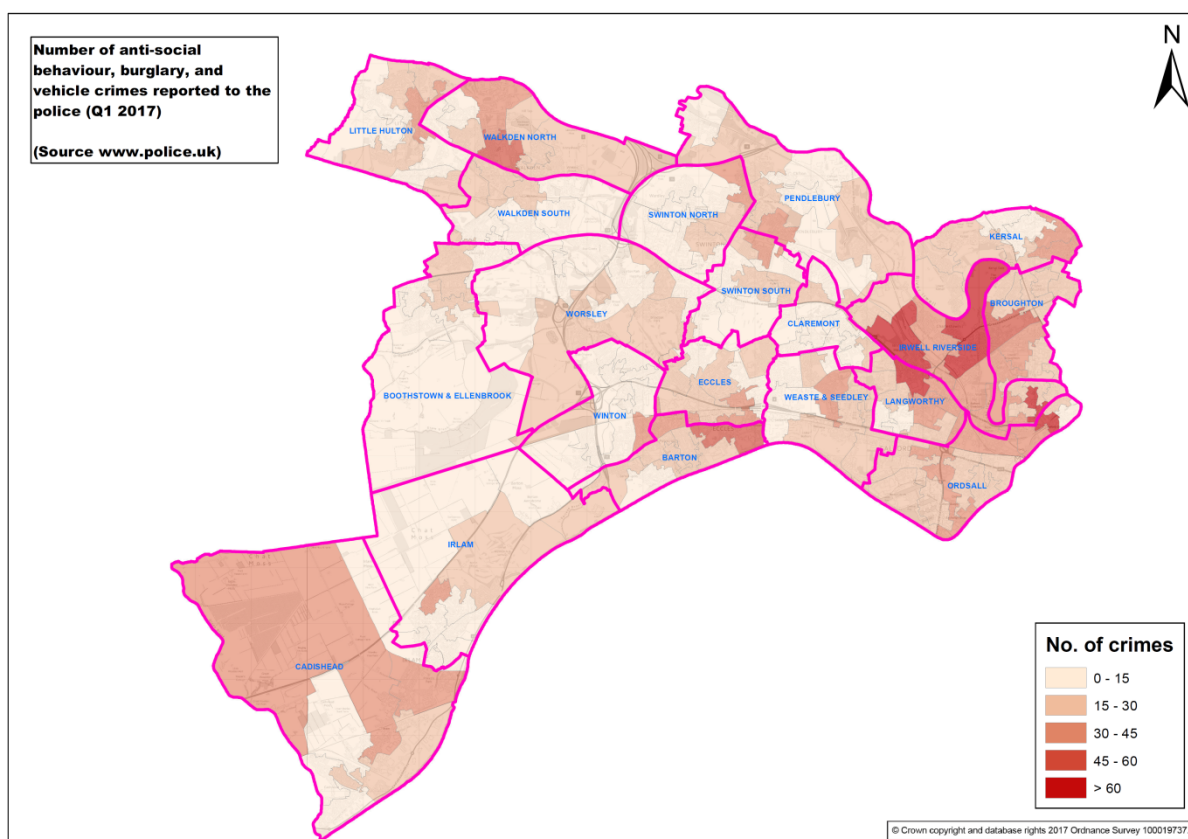 Number of anti-social
behaviour, burglary, and
vehicle crimes reported to the
police (Q1 2017)
(Source www.police.uk)
N
LITTLE HULTON
WALKDEN NORTH
WALKDEN SOUTH
SWINTON NORTH
PENDLEBURY
KERSAL
SWINTON SOUTH
BROUGHTON
WORSLEY
CLAREMONT
IRWELL RIVERSIDE
ECCLES
BOOTHSTOWN & ELLENBROOK
WEASTE & SEEDLEY
LANGWORTHY
WINTON
BARTON
ORDSALL
IRLAM
CADISHEAD
No. of crimes
0 - 15
15 - 30
30 - 45
45 - 60
> 60
© Crown copyright and database rights 2017 Ordnance Survey 100019737